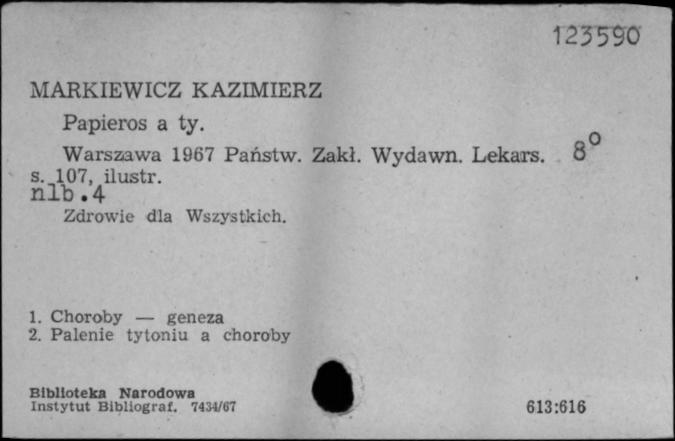 123590
MARKIEWICZ KAZIMIERZ
Papieros a ty.
Warszawa 1967 Państw. Zakł. Wydawn. Lekars. 8°
s. 107, ilustr.
nlb.4
Zdrowie dla Wszystkich.
1. Choroby — geneza
2. Palenie tytoniu a choroby
Biblioteka Narodowa
Instytut Bibliograf. 7434/67
613:616